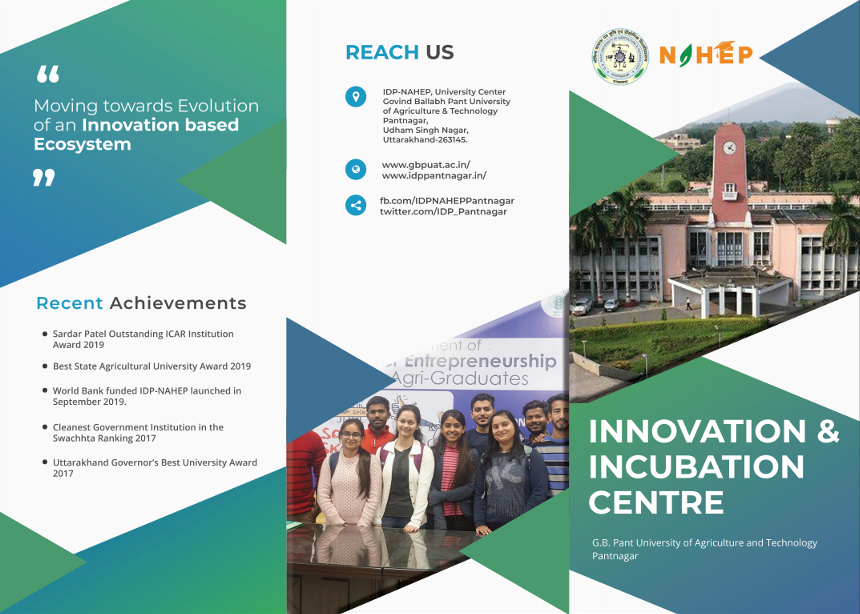 “
Moving towards Evolution
of an Innovation based
Ecosystem
”
Recent Achievements
• Sardar Patel Outstanding ICAR Institution
Award 2019
• Best State Agricultural University Award 2019
• World Bank funded IDP-NAHEP launched in
September 2019.
• Cleanest Government Institution in the
Swachhta Ranking 2017
• Uttarakhand Governor's Best University Award
2017
REACH US
IDP-NAHEP, University Center
Govind Ballabh Pant University
of Agriculture & Technology
Pantnagar,
Udham Singh Nagar,
Uttarakhand-263145.
www.gbpuat.ac.in/
www.idppantnagar.in/
fb.com/IDPNAHEPPantnagar
twitter.com/IDP_Pantnagar
ment of
Entrepreneurship
Agri-Graduates
NAHEP
INNOVATION &
INCUBATION
CENTRE
G.B. Pant University of Agriculture and Technology
Pantnagar